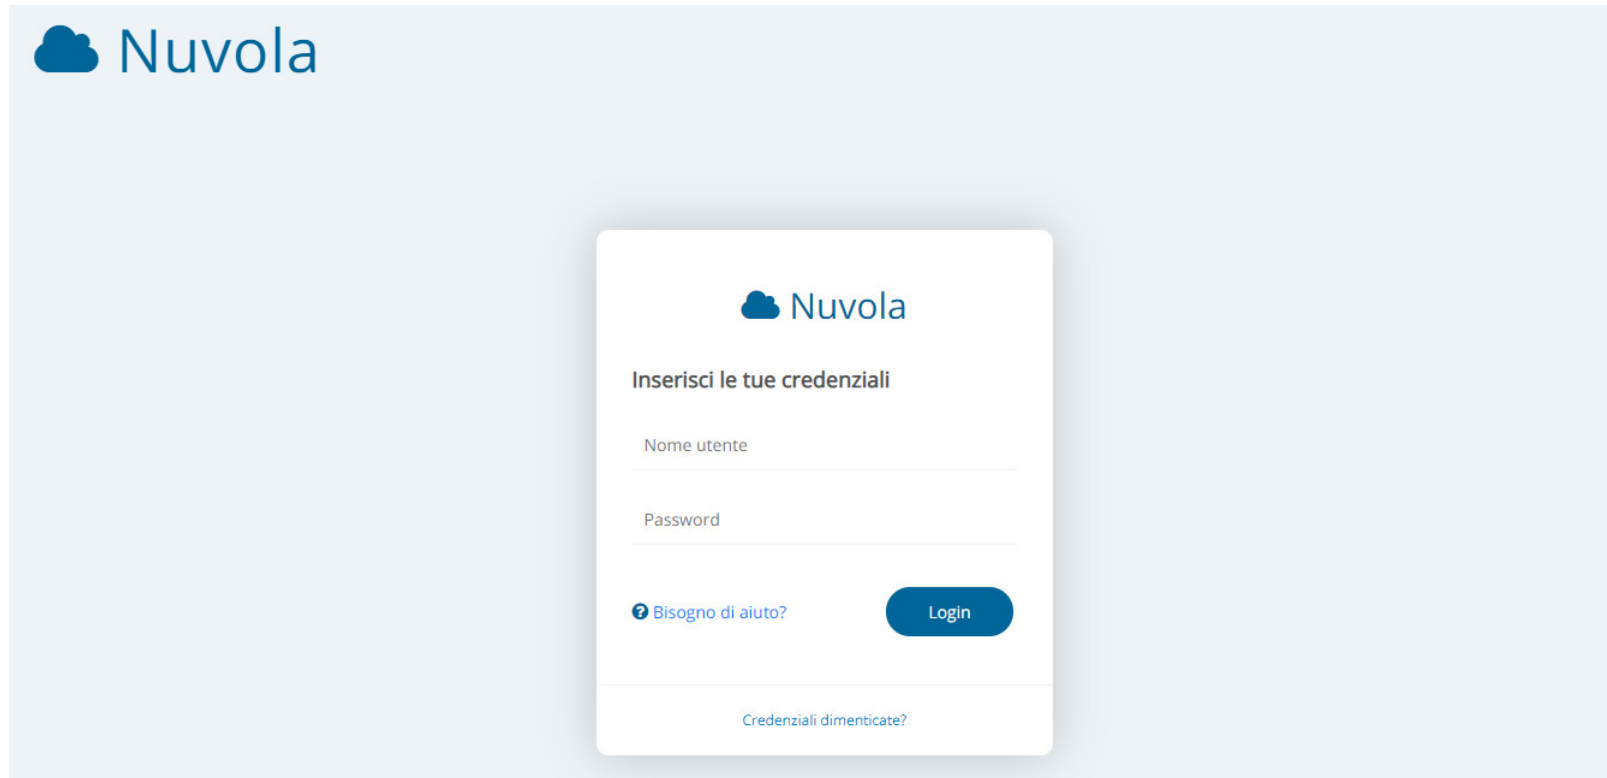 Nuvola
Nuvola
Inserisci le tue credenziali
Nome utente
Password
Bisogno di aiuto?
Login
Credenziali dimenticate?